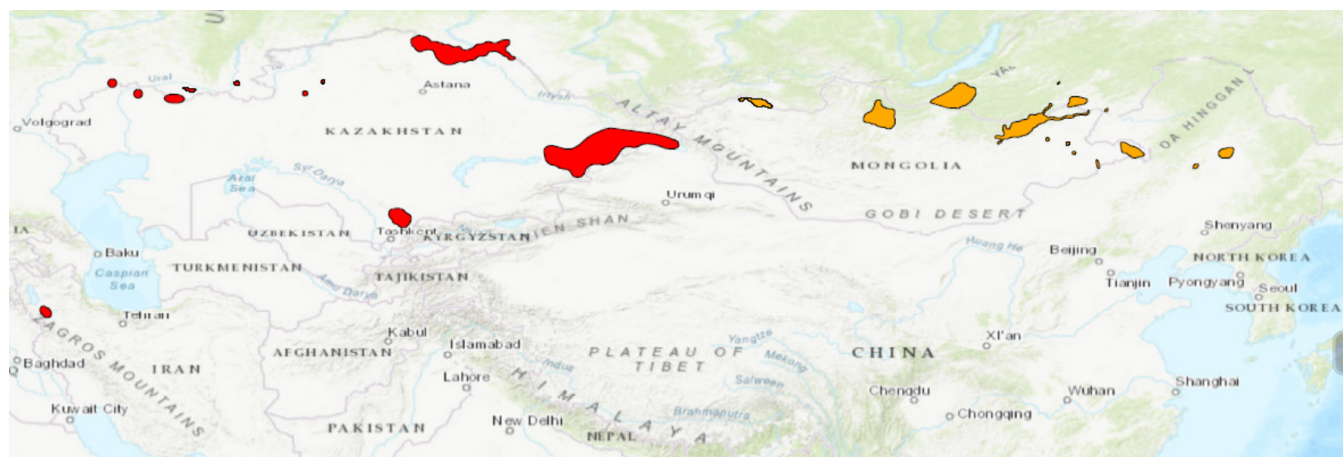 Ural
Astana
Irtysh
Volgograd
KAZAKHSTAN
ALTAY MOUNTAINS
DA HINGGAN
MONGOLIA
Aral
Sea
Syr Darya
Urumqi
GOBI DESERT
Shenyang
UZBEKISTAN
Tashkent
KYRGYZSTAN
TIEN SHAN
Huang He
Beijing
Baku
Caspian
Sea
TURKMENISTAN
TAJIKISTAN
Amu Darya
Tianjin
NORTH KOREA
Pyongyang
Seoul
SOUTH KOREA
Tehran
ZAGROS MOUNTAINS
Kabul
Islamabad
AFGHANISTAN
Baghdad
IRAN
Lahore
Indus
PLATEAU OF
TIBET
Yangtze
Mekong
Salween
CHINA
Xi'an
Chengdu
Wuhan
Shanghai
Kuwait City
PAKISTAN
New Delhi
HIMALAYA
NEPAL
Brahmaputra
Chongqing